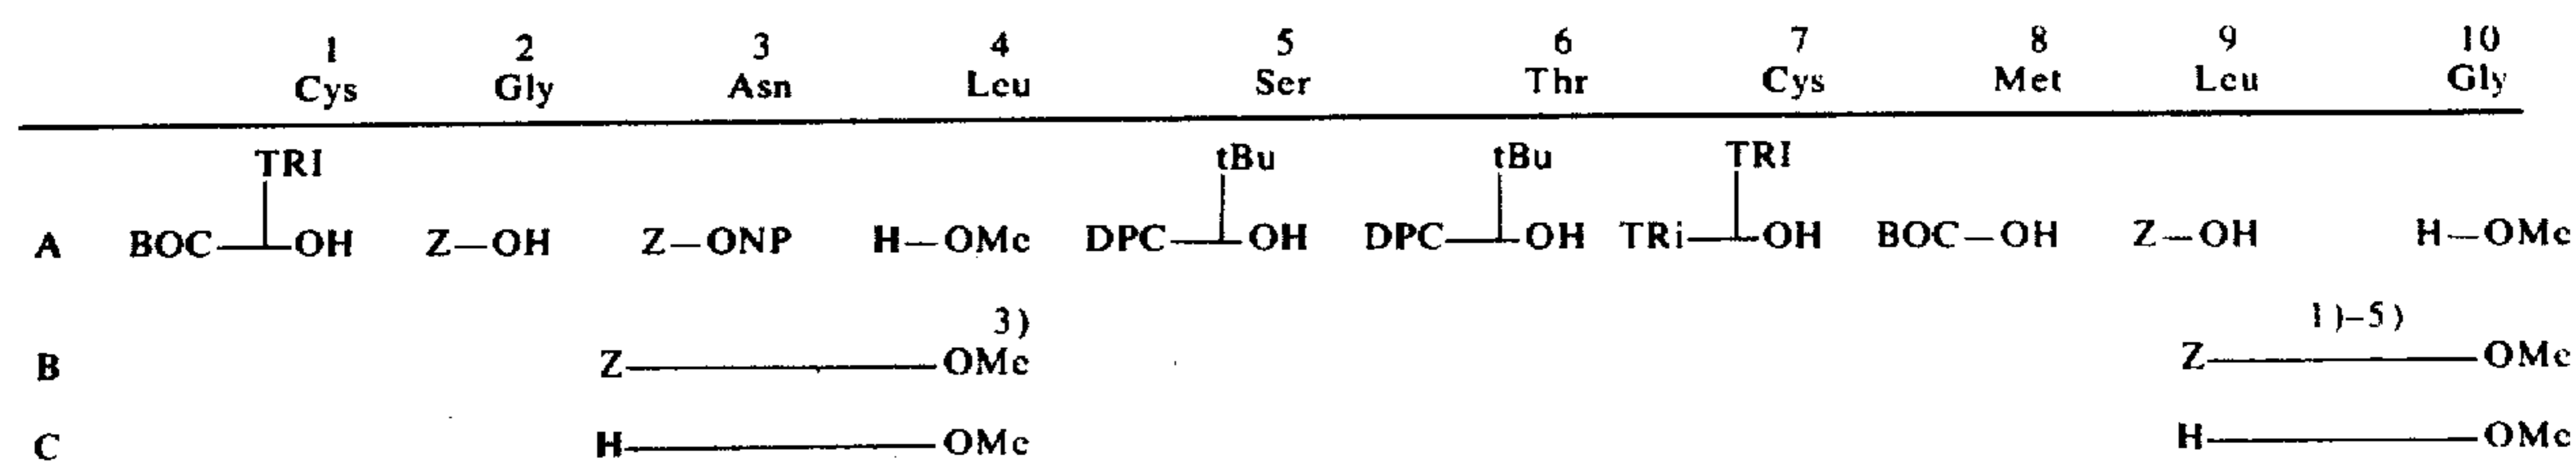 1 2 3 4 5 6 7 8 9 10
Cys Gly Asn Leu Ser Thr Cys Met Leu Gly
TRI tBu tBu TRI
A BOC OH Z-OH Z-ONP H-OMe DPC OH DPC OH TRi OH BOC-OH Z-OH H-OMe
3) 1)-5)
B Z OMe Z OMe
C H OMe H OMe